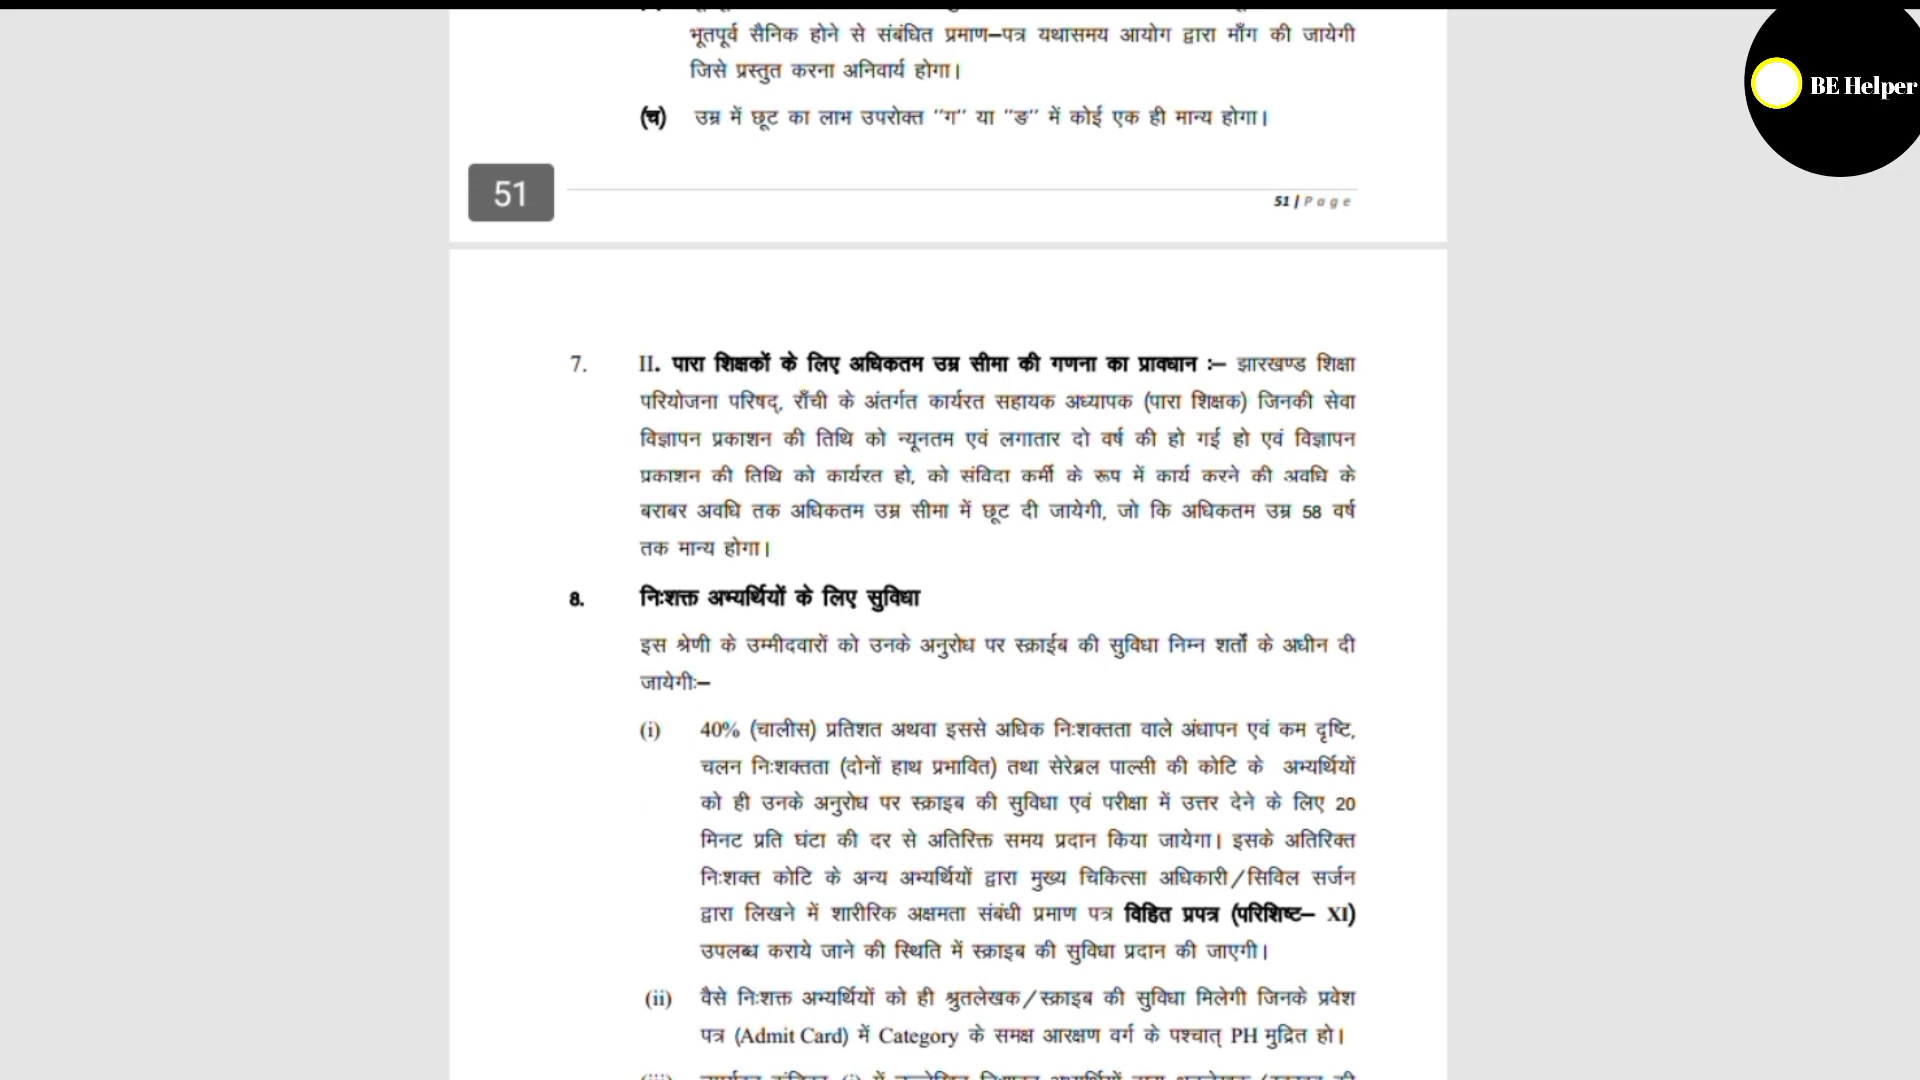 भूतपूर्व सैनिक होने से संबंधित प्रमाण–पत्र यथासमय आयोग द्वारा माँग की जायेगी
जिसे प्रस्तुत करना अनिवार्य होगा।
(च) उम्र में छूट का लाभ उपरोक्त "ग" या "ङ" में कोई एक ही मान्य होगा।
BE Helper
51
51 | Page
7. II. पारा शिक्षकों के लिए अधिकतम उम्र सीमा की गणना का प्रावधान :– झारखण्ड शिक्षा
परियोजना परिषद्, राँची के अंतर्गत कार्यरत सहायक अध्यापक (पारा शिक्षक) जिनकी सेवा
विज्ञापन प्रकाशन की तिथि को न्यूनतम एवं लगातार दो वर्ष की हो गई हो एवं विज्ञापन
प्रकाशन की तिथि को कार्यरत हो, को संविदा कर्मी के रूप में कार्य करने की अवधि के
बराबर अवधि तक अधिकतम उम्र सीमा में छूट दी जायेगी, जो कि अधिकतम उम्र 58 वर्ष
तक मान्य होगा।
8. निःशक्त अभ्यर्थियों के लिए सुविधा
इस श्रेणी के उम्मीदवारों को उनके अनुरोध पर स्क्राईब की सुविधा निम्न शर्तों के अधीन दी
जायेगीः–
(i) 40% (चालीस) प्रतिशत अथवा इससे अधिक निःशक्तता वाले अंधापन एवं कम दृष्टि,
चलन निःशक्तता (दोनों हाथ प्रभावित) तथा सेरेब्रल पाल्सी की कोटि के अभ्यर्थियों
को ही उनके अनुरोध पर स्क्राइब की सुविधा एवं परीक्षा में उत्तर देने के लिए 20
मिनट प्रति घंटा की दर से अतिरिक्त समय प्रदान किया जायेगा। इसके अतिरिक्त
निःशक्त कोटि के अन्य अभ्यर्थियों द्वारा मुख्य चिकित्सा अधिकारी/सिविल सर्जन
द्वारा लिखने में शारीरिक अक्षमता संबंधी प्रमाण पत्र विहित प्रपत्र (परिशिष्ट– XI)
उपलब्ध कराये जाने की स्थिति में स्क्राइब की सुविधा प्रदान की जाएगी।
(ii) वैसे निःशक्त अभ्यर्थियों को ही श्रुतलेखक/स्क्राइब की सुविधा मिलेगी जिनके प्रवेश
पत्र (Admit Card) में Category के समक्ष आरक्षण वर्ग के पश्चात् PH मुद्रित हो।